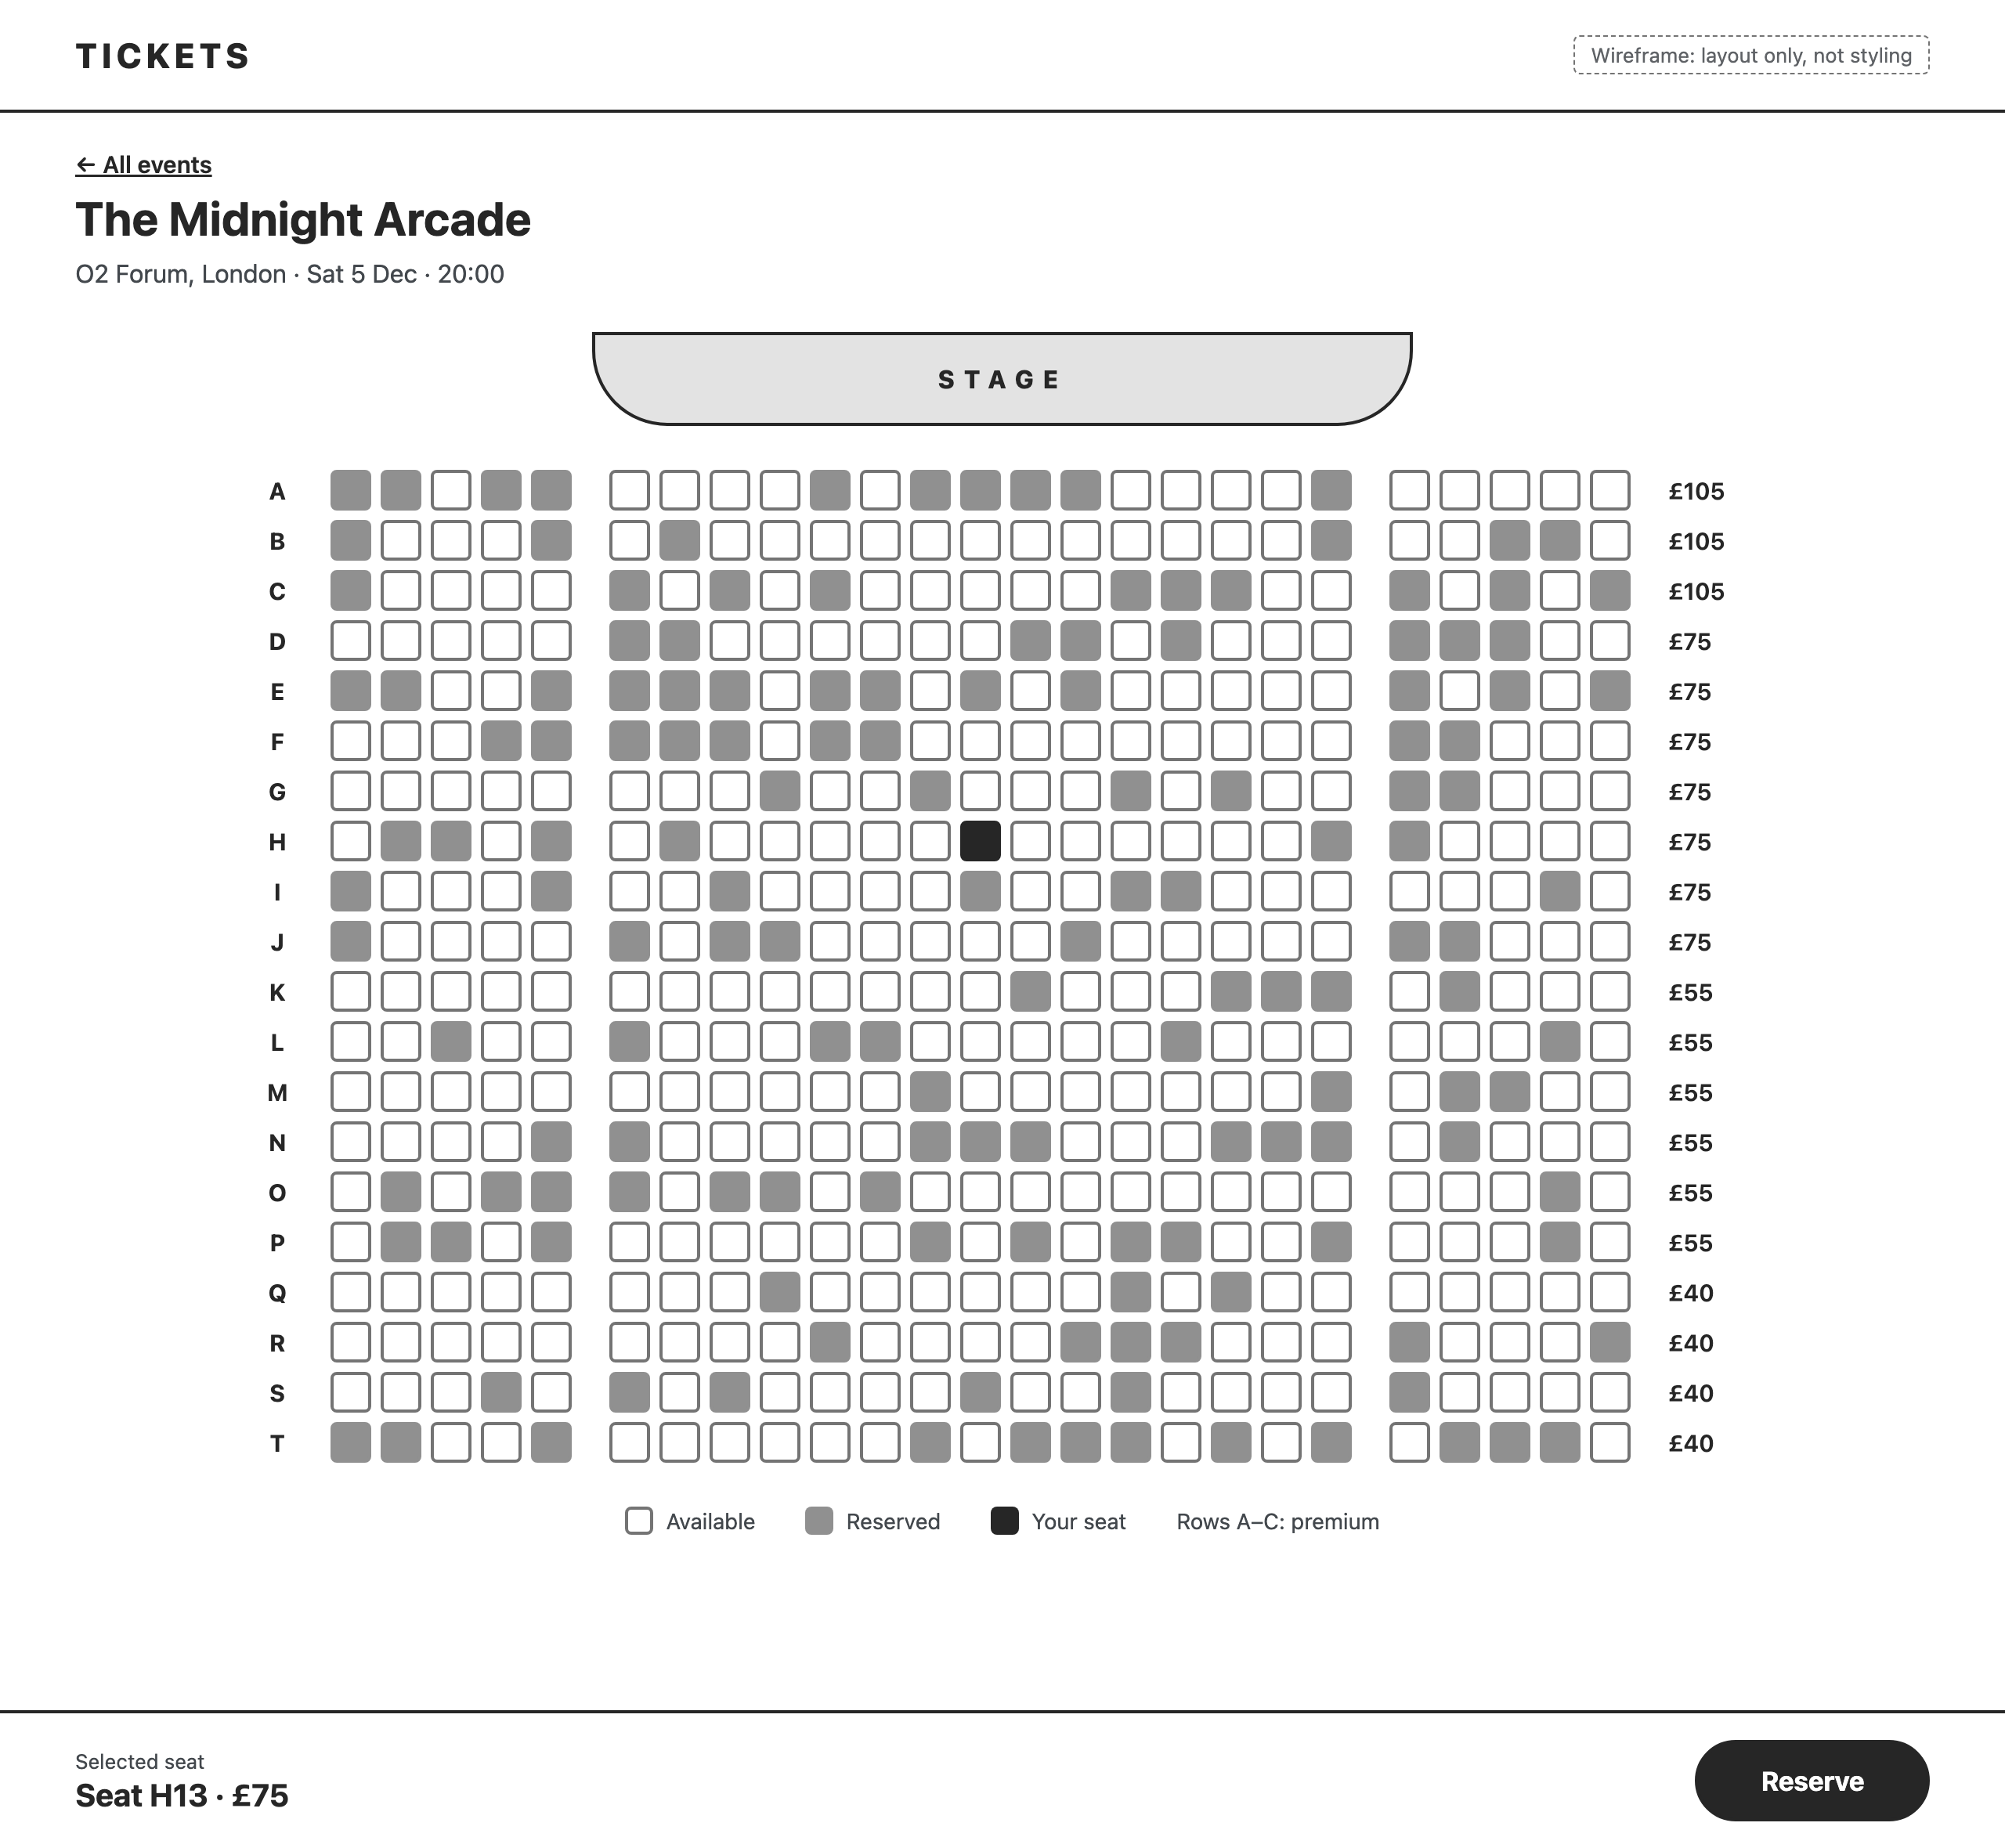 TICKETS
Wireframe: layout only, not styling
← All events
The Midnight Arcade
O2 Forum, London · Sat 5 Dec · 20:00
STAGE
A £105
B £105
C £105
D £75
E £75
F £75
G £75
H £75
I £75
J £75
K £55
L £55
M £55
N £55
O £55
P £55
Q £40
R £40
S £40
T £40
Available Reserved Your seat Rows A–C: premium
Selected seat
Seat H13 · £75
Reserve